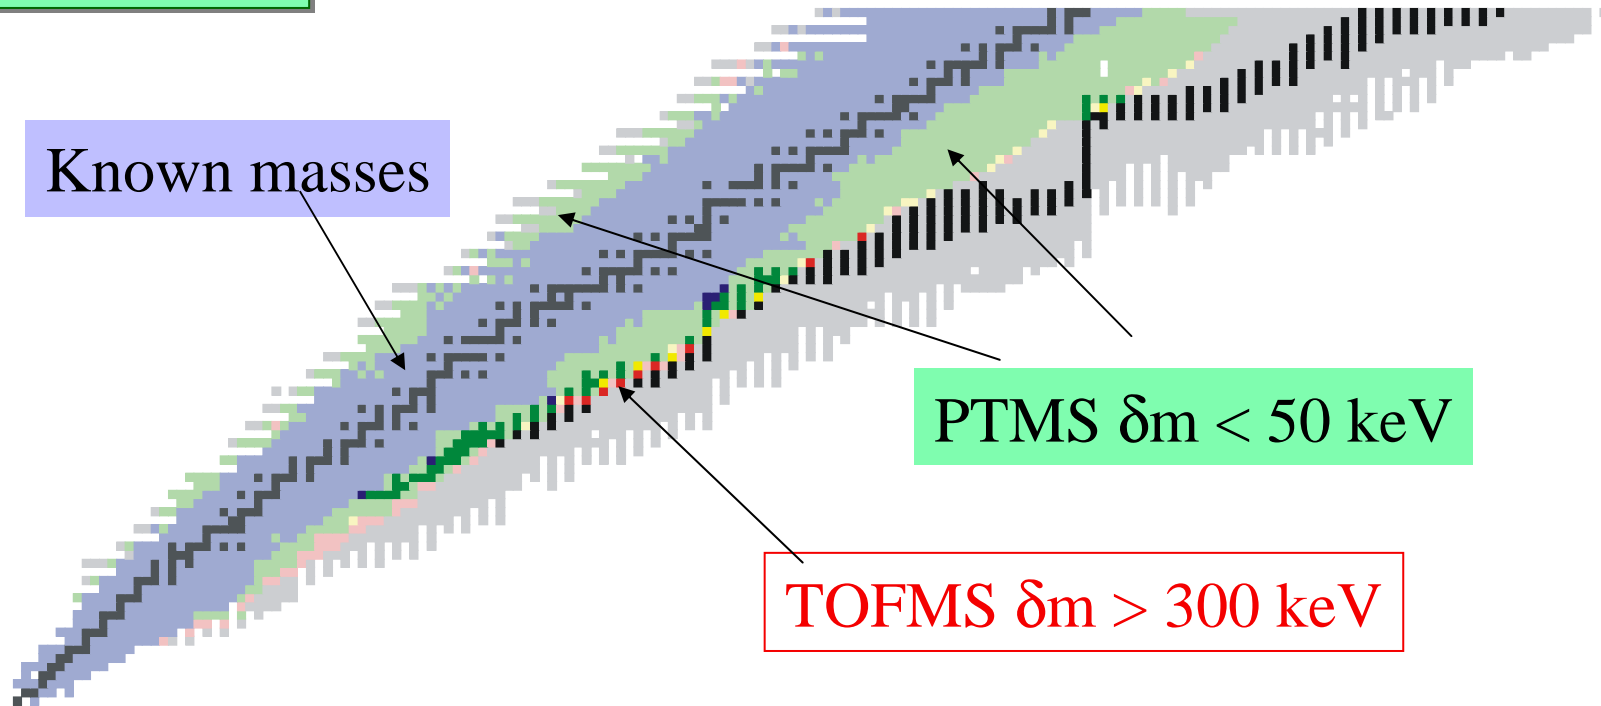 Known masses
PTMS δm < 50 keV
TOFMS δm > 300 keV